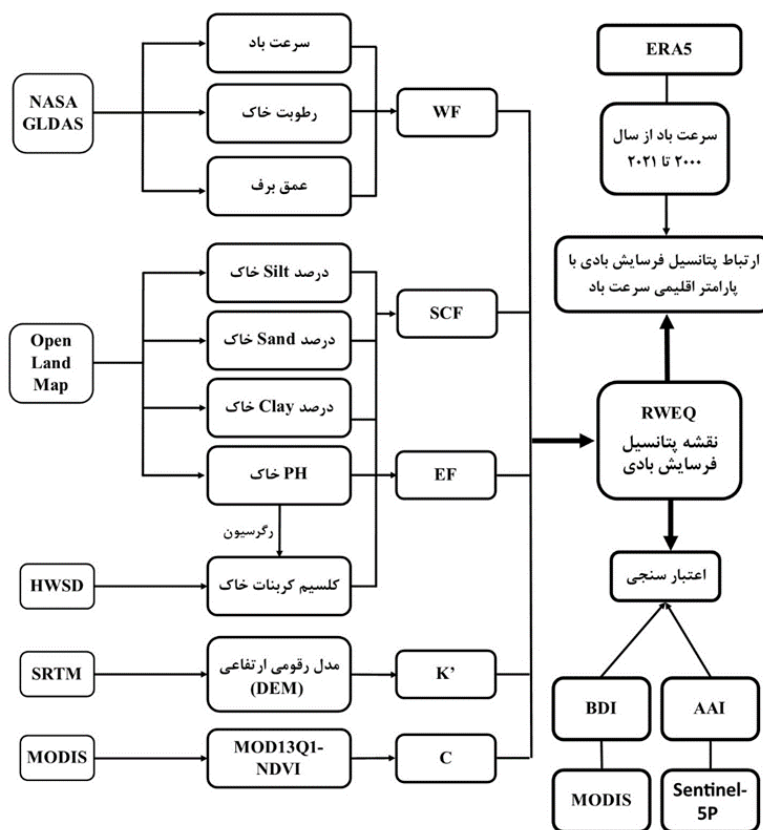 NASA
GLDAS
سرعت باد
رطوبت خاک
عمق برف
WF
Open
Land
Map
درصد Silt خاک
درصد Sand خاک
درصد Clay خاک
PH خاک
SCF
EF
رگرسیون
HWSD
کلسیم کربنات خاک
SRTM
مدل رقومی ارتفاعی
(DEM)
K’
MODIS
MOD13Q1-
NDVI
C
ERA5
سرعت باد از سال
۲۰۰۰ تا ۲۰۲۱
ارتباط پتانسیل فرسایش بادی با
پارامتر اقلیمی سرعت باد
RWEQ
نقشه پتانسیل
فرسایش بادی
اعتبار سنجی
BDI
AAI
MODIS
Sentinel-
5P